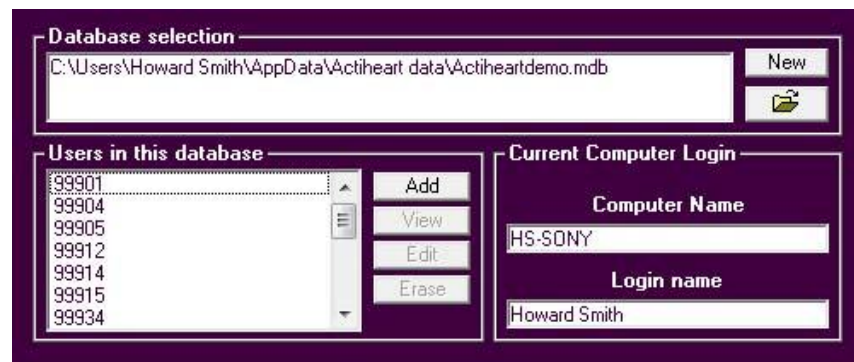 Database selection
C:\Users\Howard Smith\AppData\Actiheart data\Actiheartdemo.mdb
New
Users in this database
99901
99904
99905
99912
99914
99915
99934
Add
View
Edit
Erase
Current Computer Login
Computer Name
HS-SONY
Login name
Howard Smith